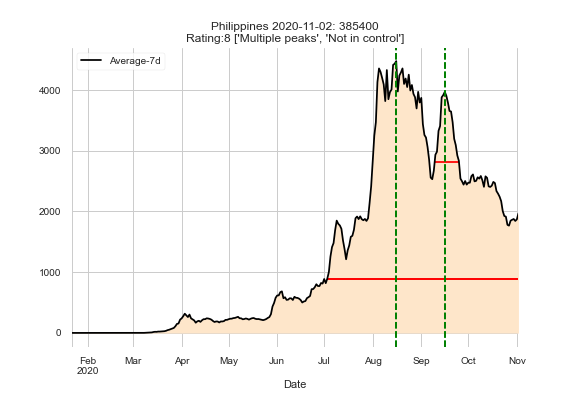 Philippines 2020-11-02: 385400
Rating:8 ['Multiple peaks', 'Not in control']
Average-7d
4000
3000
2000
1000
0
Feb Mar Apr May Jun Jul Aug Sep Oct Nov
2020
Date